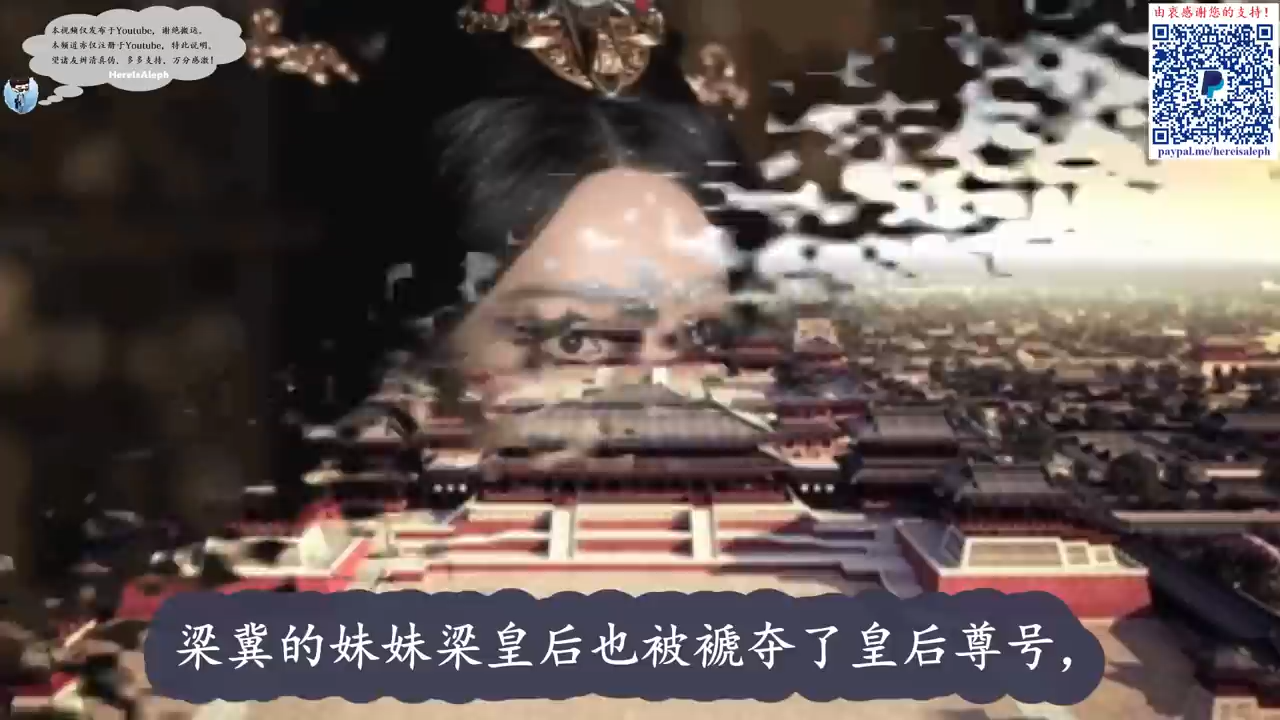 本视频仅发布于Youtube，谢绝搬运。
本频道亦仅注册于Youtube，特此说明。
望诸友辨清真伪，多多支持，万分感激！
HereIsAleph
由衷感谢您的支持！
paypal.me/hereisaleph
梁冀的妹妹梁皇后也被褫夺了皇后尊号，